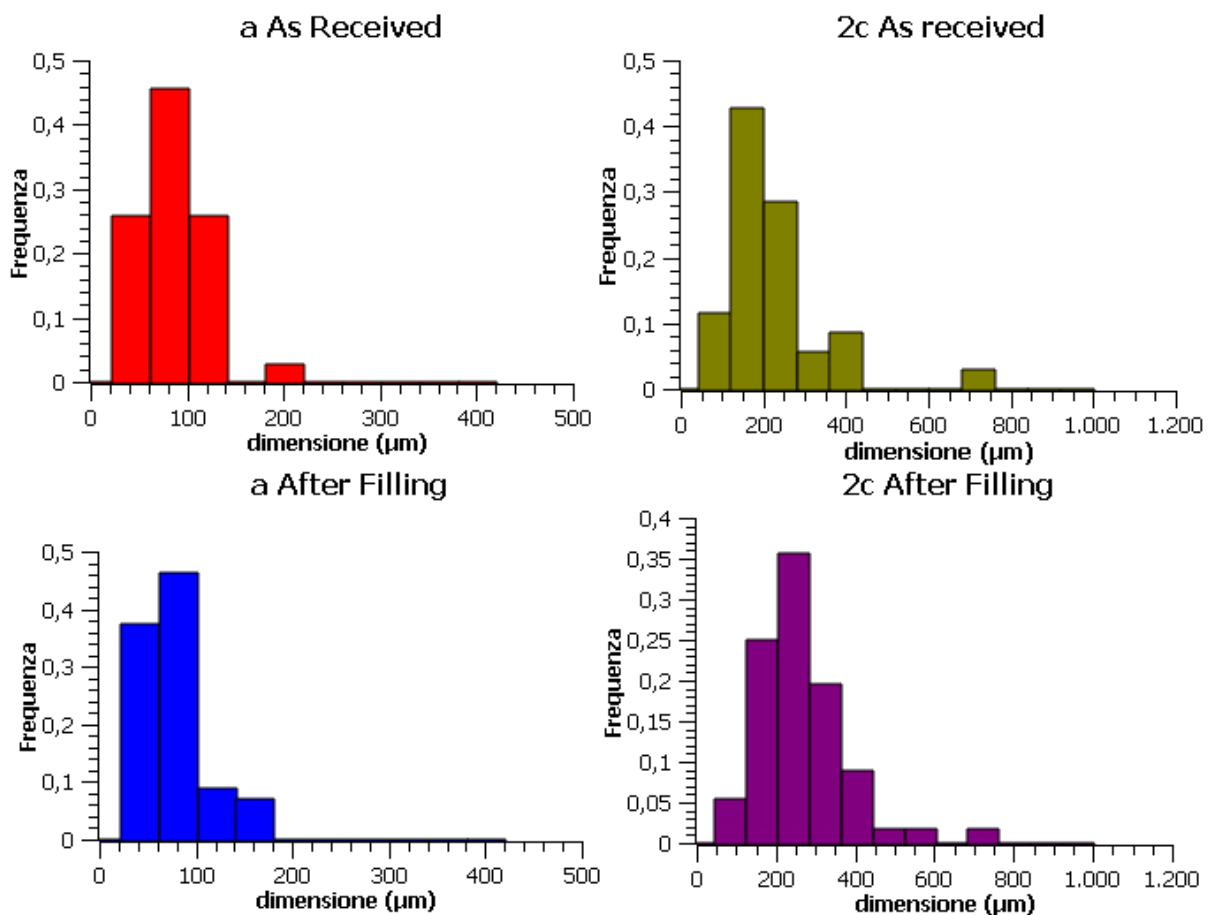 a As Received
0,5
0,4
0,3
0,2
0,1
0
Frequenza
0 100 200 300 400 500
dimensione (µm)
2c As received
0,5
0,4
0,3
0,2
0,1
0
Frequenza
0 200 400 600 800 1.000 1.200
dimensione (µm)
a After Filling
0,5
0,4
0,3
0,2
0,1
0
Frequenza
0 100 200 300 400 500
dimensione (µm)
2c After Filling
0,4
0,35
0,3
0,25
0,2
0,15
0,1
0,05
0
Frequenza
0 200 400 600 800 1.000 1.200
dimensione (µm)